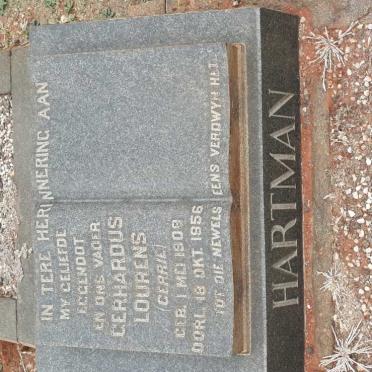 IN TERE HERINNERING AAN
MY GELIEFDE
EGGENOOT
EN ONS VADER
GERHARDUS
LOURENS
(GERRIE)
GEB. 1 MEI 1909
OORL. 18 OKT 1956
TOT DIE NEWELS EENS VERDWYN HET
HARTMAN